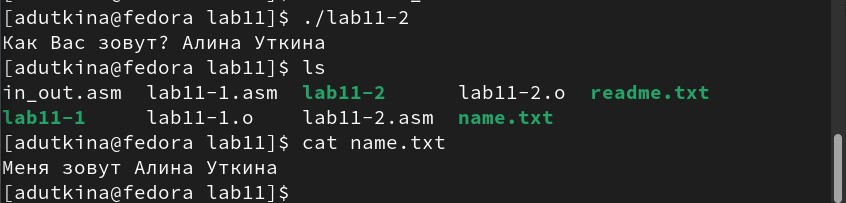 [adutkina@fedora lab11]$ ./lab11-2
Как Вас зовут? Алина Уткина
[adutkina@fedora lab11]$ ls
in_out.asm lab11-1.asm lab11-2 lab11-2.o readme.txt
lab11-1 lab11-1.o lab11-2.asm name.txt
[adutkina@fedora lab11]$ cat name.txt
Меня зовут Алина Уткина
[adutkina@fedora lab11]$